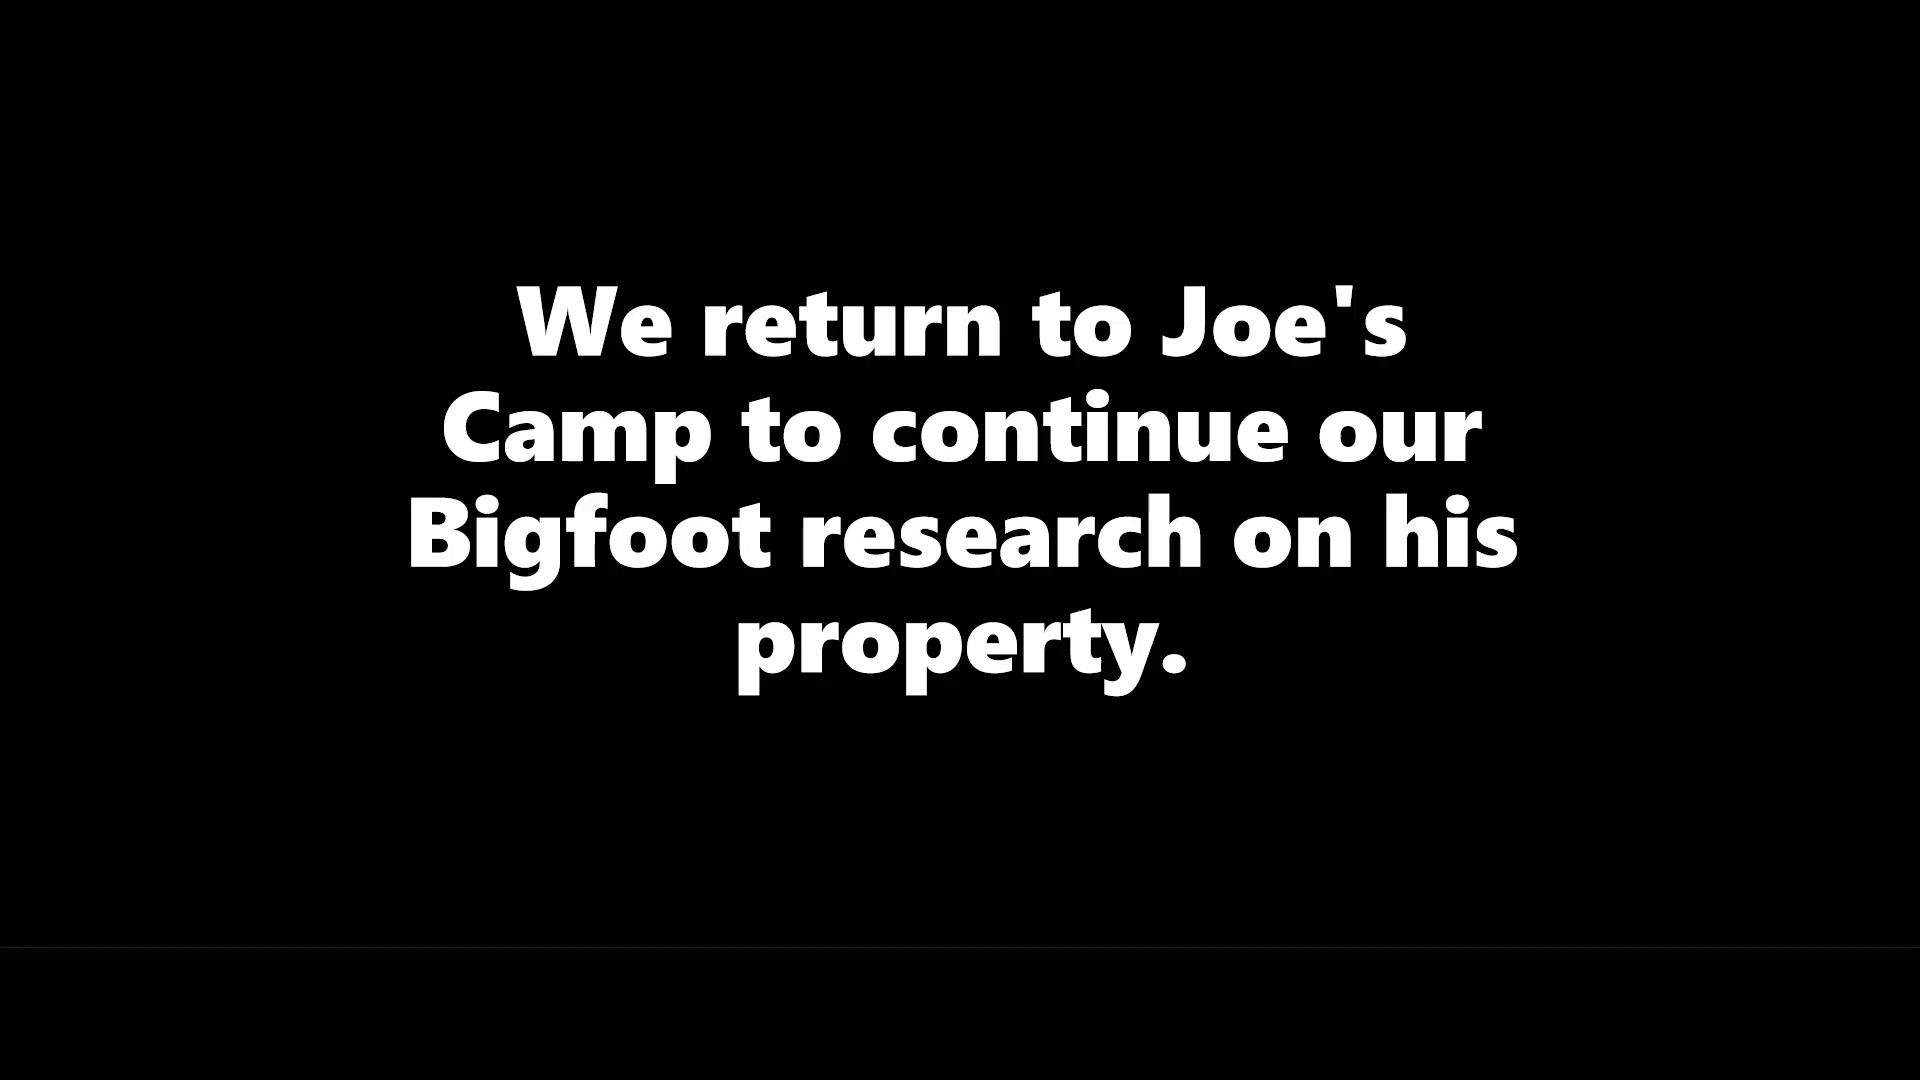 We return to Joe's
Camp to continue our
Bigfoot research on his
property.